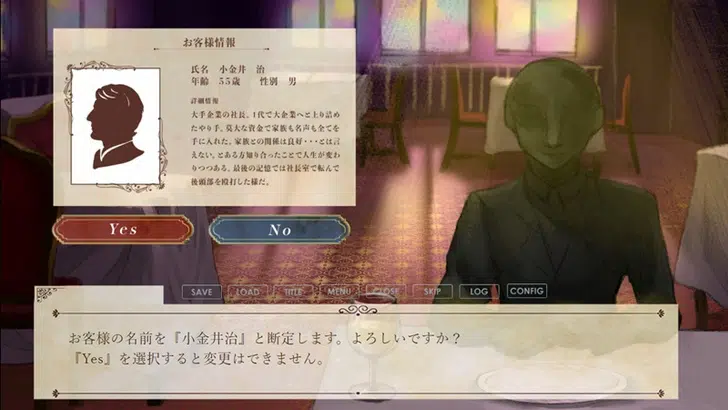 お客様情報
氏名 小金井 治
年齢 55歳 性別 男
詳細情報
大手企業の社長。1代で大企業へと上り詰め
たやり手。莫大な資金で家族も名声も全てを
手に入れた。家族との関係は良好・・・とは言
えない。とある方知り合ったことで人生が変わ
りつつある。最後の記憶では社長室で転んで
後頭部を殴打した様だ。
Yes
No
SAVE
LOAD
TITLE
MENU
CLOSE
SKIP
LOG
CONFIG
お客様の名前を『小金井治』と断定します。よろしいですか？
『Yes』を選択すると変更はできません。